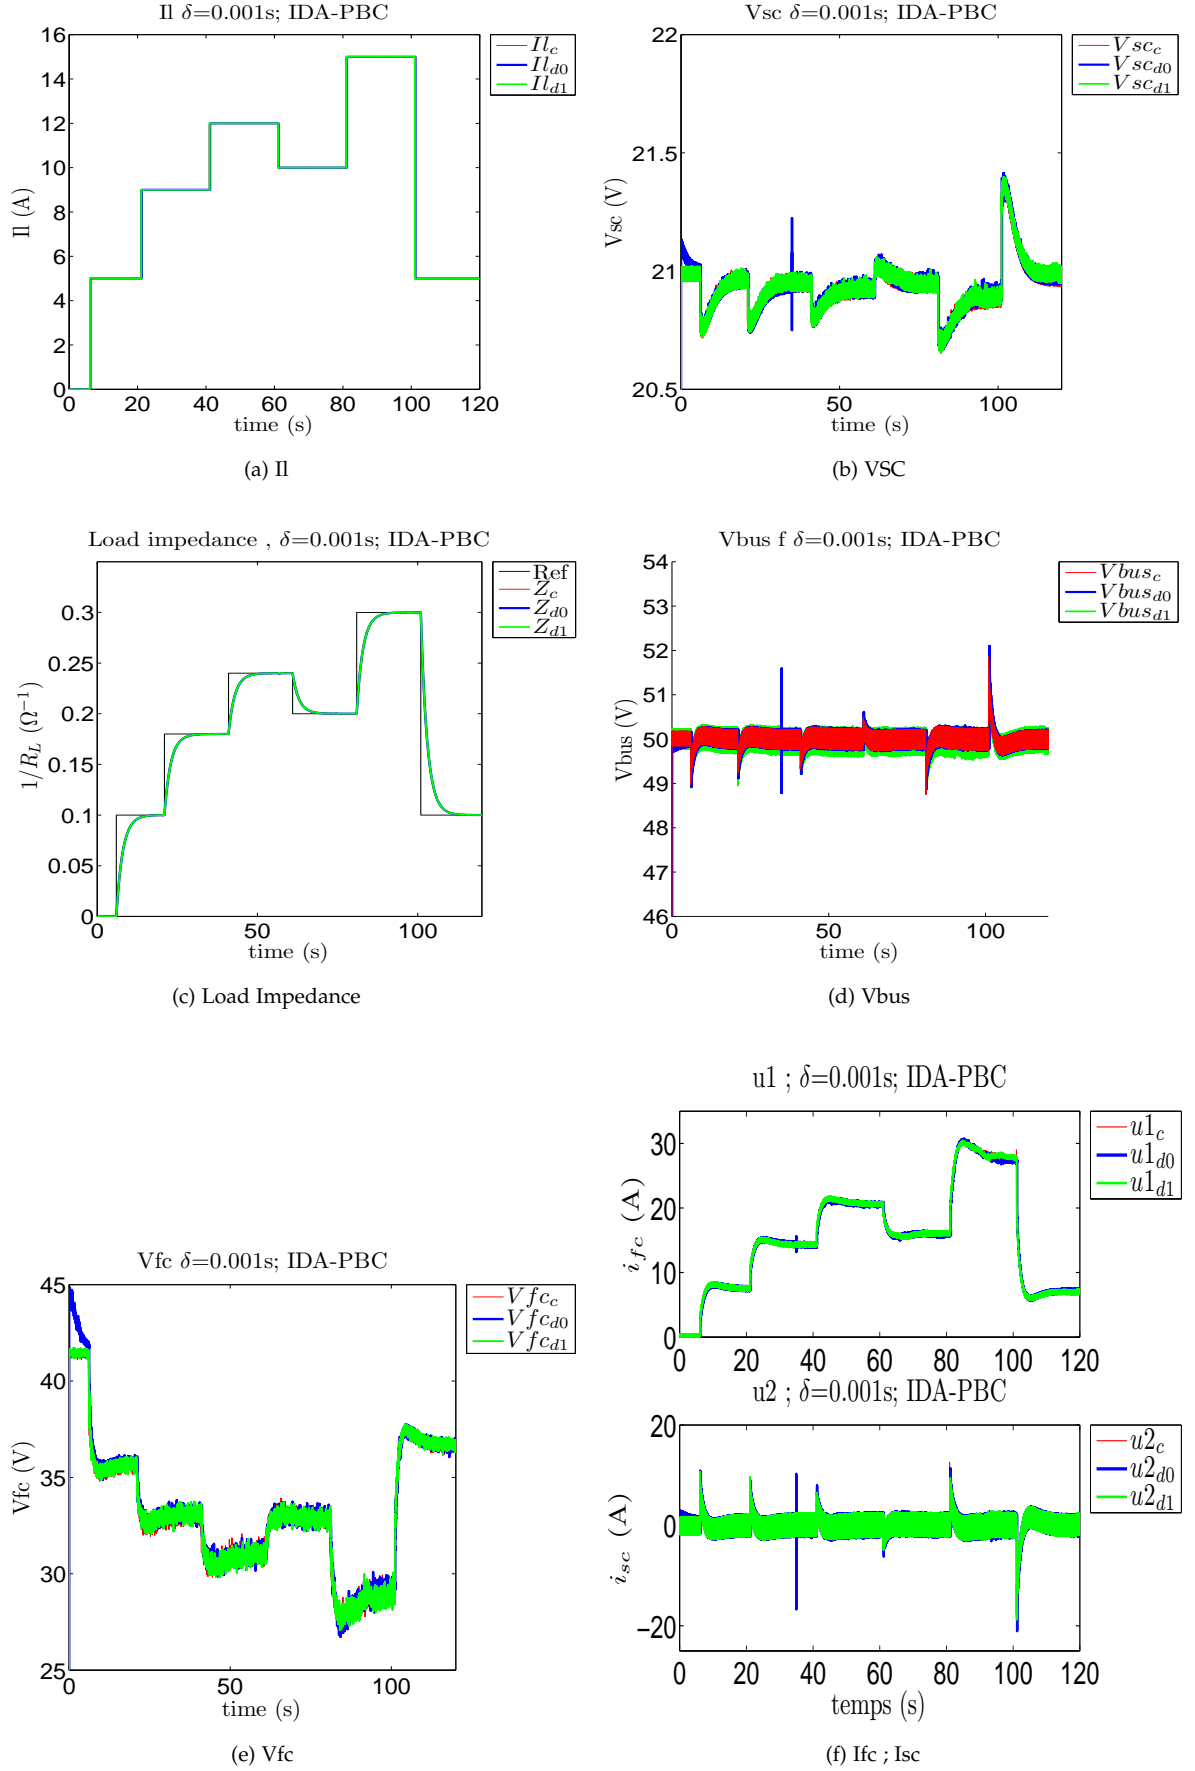 Il δ=0.001s; IDA-PBC
16
14
12
10
8
6
4
2
0
Il (A)
0 20 40 60 80 100 120
time (s)
Il_c
Il_d0
Il_d1
(a) Il
Vsc δ=0.001s; IDA-PBC
22
21.5
21
20.5
Vsc (V)
0 50 100
time (s)
Vsc_c
Vsc_d0
Vsc_d1
(b) VSC
Load impedance , δ=0.001s; IDA-PBC
0.3
0.25
0.2
0.15
0.1
0.05
0
1/R_L (Ω⁻¹)
0 50 100
time (s)
Ref
Z_c
Z_d0
Z_d1
(c) Load Impedance
Vbus f δ=0.001s; IDA-PBC
54
53
52
51
50
49
48
47
46
Vbus (V)
0 50 100
time (s)
Vbus_c
Vbus_d0
Vbus_d1
(d) Vbus
Vfc δ=0.001s; IDA-PBC
45
40
35
30
25
Vfc (V)
0 50 100
time (s)
Vfc_c
Vfc_d0
Vfc_d1
(e) Vfc
u1 ; δ=0.001s; IDA-PBC
30
20
10
0
i_fc (A)
0 20 40 60 80 100 120
u1_c
u1_d0
u1_d1
u2 ; δ=0.001s; IDA-PBC
20
0
−20
i_sc (A)
0 20 40 60 80 100 120
temps (s)
u2_c
u2_d0
u2_d1
(f) Ifc ; Isc